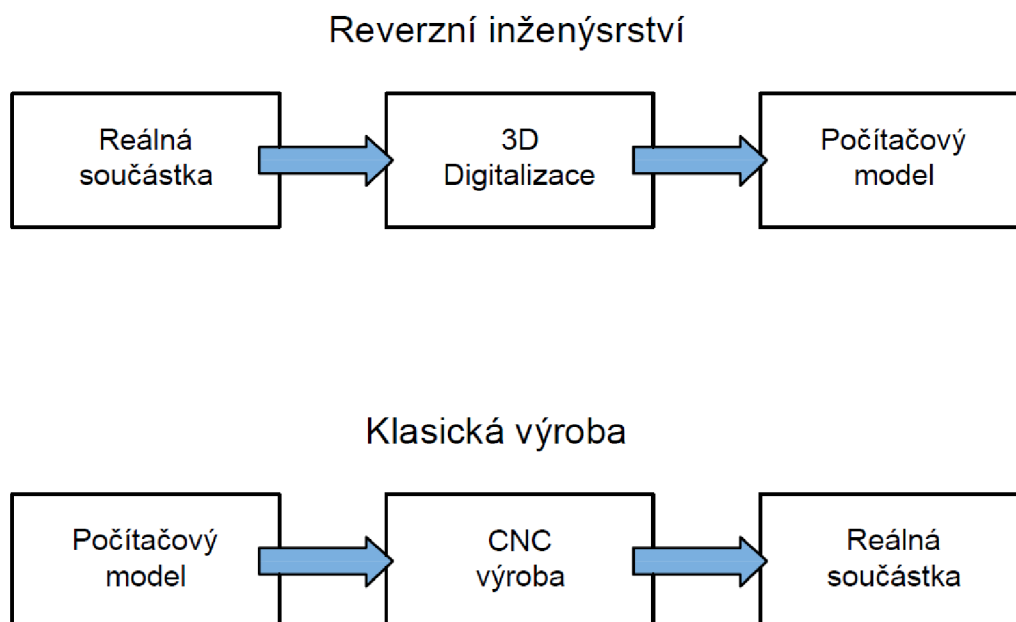 Reverzní inženýsrství
Reálná
součástka
3D
Digitalizace
Počítačový
model
Klasická výroba
Počítačový
model
CNC
výroba
Reálná
součástka